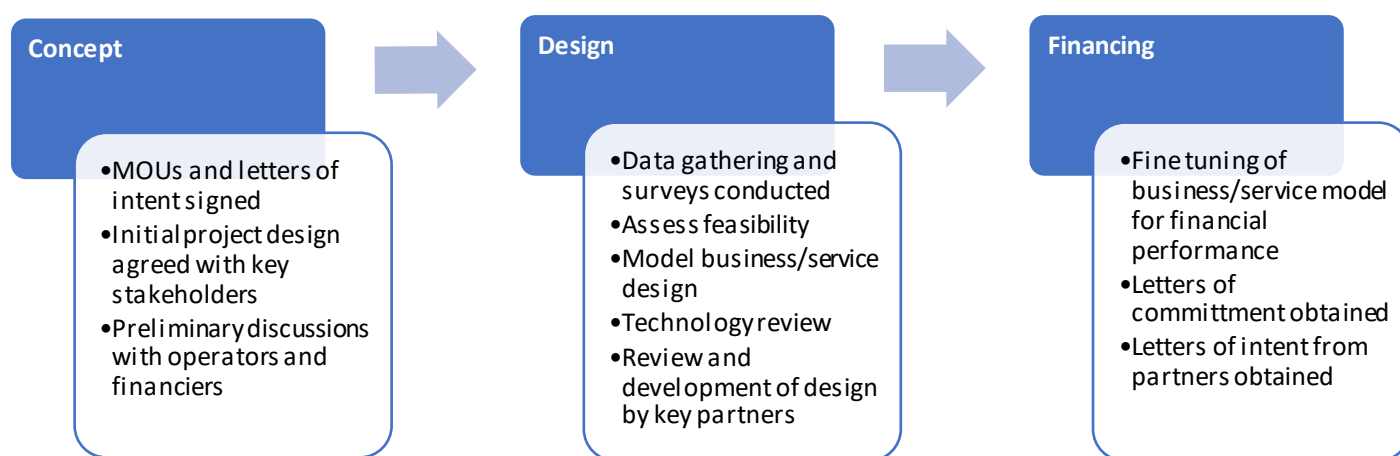 Concept
•MOUs and letters of
intent signed
•Initial project design
agreed with key
stakeholders
•Preliminary discussions
with operators and
financiers
Design
•Data gathering and
surveys conducted
•Assess feasibility
•Model business/service
design
•Technology review
•Review and
development of design
by key partners
Financing
•Fine tuning of
business/service model
for financial
performance
•Letters of
committment obtained
•Letters of intent from
partners obtained